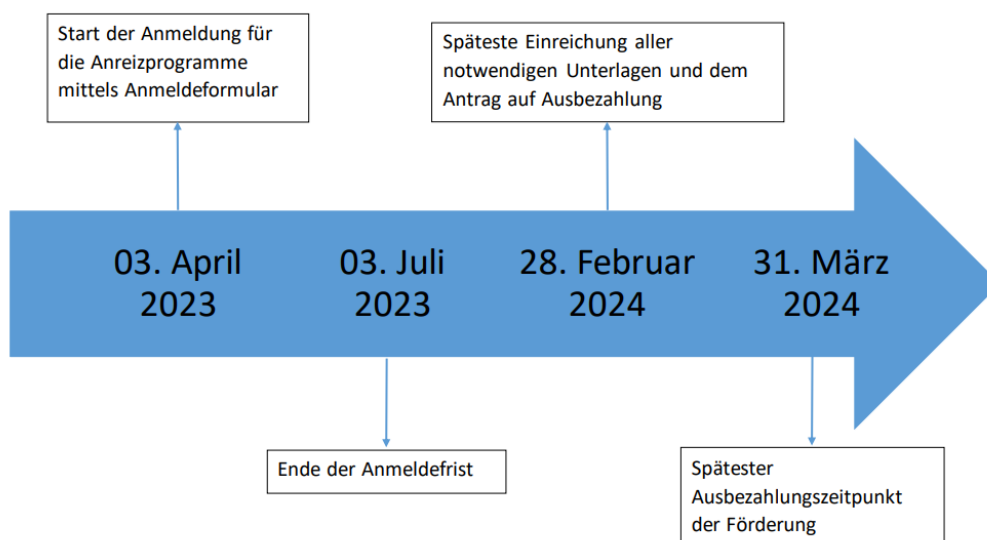 Start der Anmeldung für
die Anreizprogramme
mittels Anmeldeformular
Späteste Einreichung aller
notwendigen Unterlagen und dem
Antrag auf Ausbezahlung
03. April
2023
03. Juli
2023
28. Februar
2024
31. März
2024
Ende der Anmeldefrist
Spätester
Ausbezahlungszeitpunkt
der Förderung